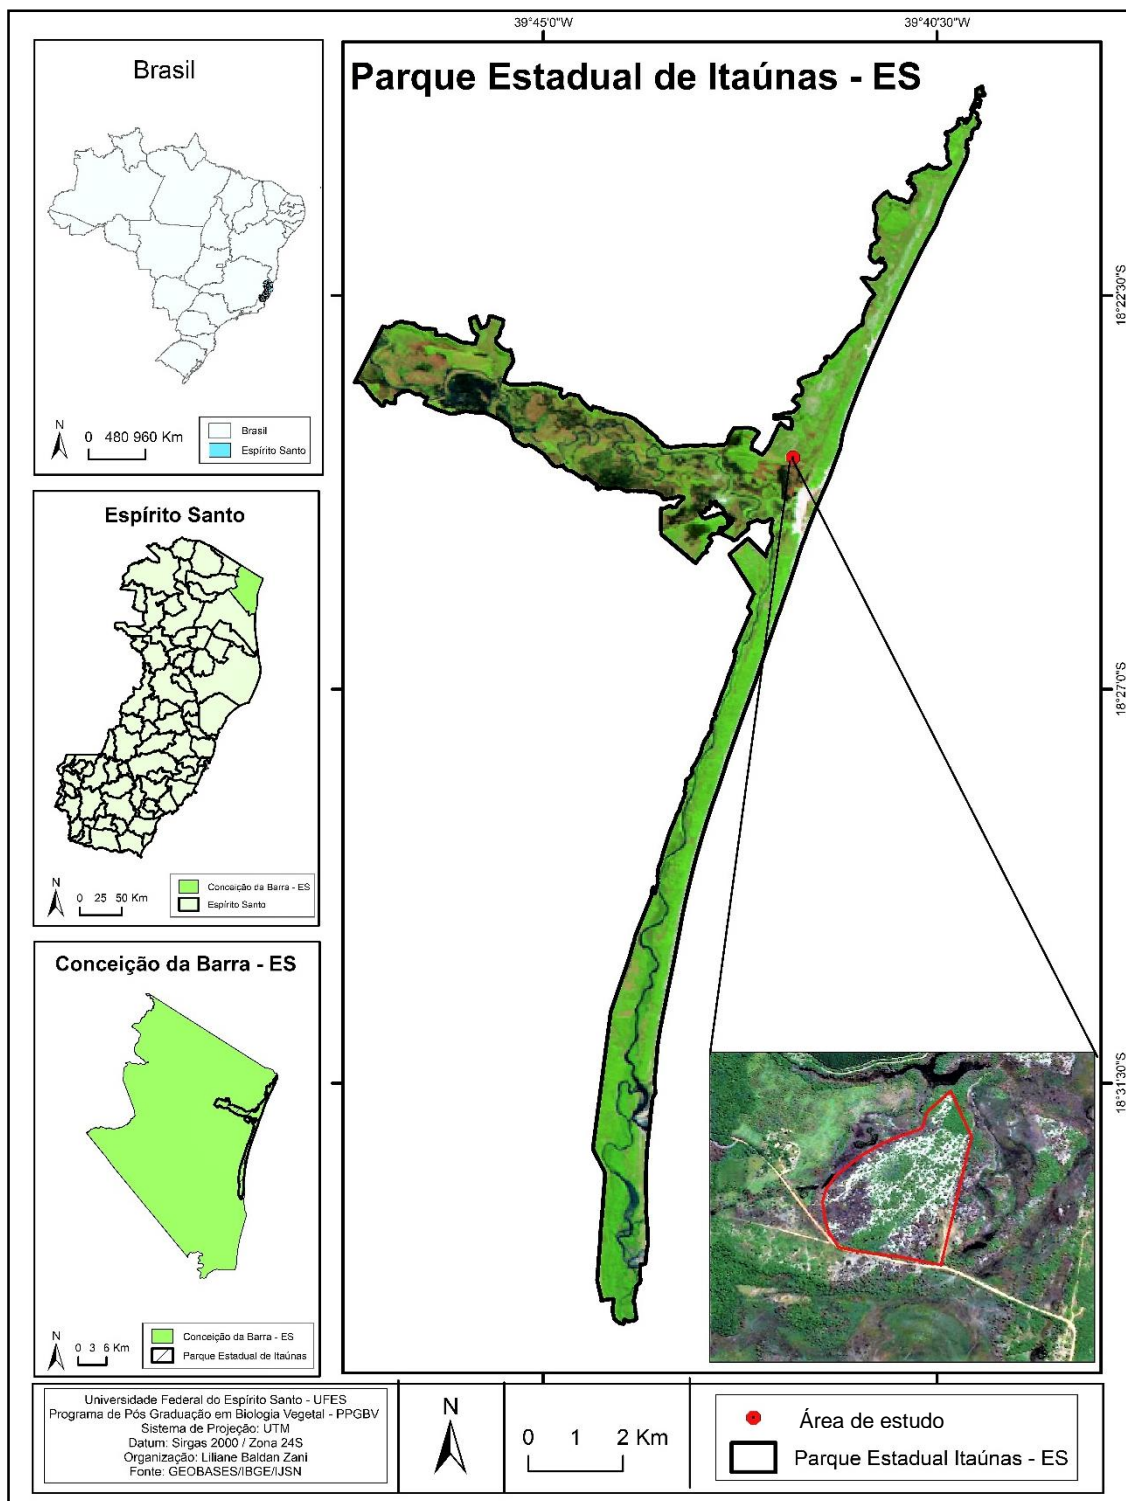 39°45'0"W
39°40'30"W
Brasil
N
0 480 960 Km
Brasil
Espírito Santo
Espírito Santo
N
0 25 50 Km
Conceição da Barra - ES
Espírito Santo
Conceição da Barra - ES
N
0 3 6 Km
Conceição da Barra - ES
Parque Estadual de Itaúnas
Parque Estadual de Itaúnas - ES
18°22'30"S
18°27'0"S
18°31'30"S
Universidade Federal do Espírito Santo - UFES
Programa de Pós Graduação em Biologia Vegetal - PPGBV
Sistema de Projeção: UTM
Datum: Sirgas 2000 / Zona 24S
Organização: Liliane Baldan Zani
Fonte: GEOBASES/IBGE/IJSN
N
0 1 2 Km
Área de estudo
Parque Estadual Itaúnas - ES